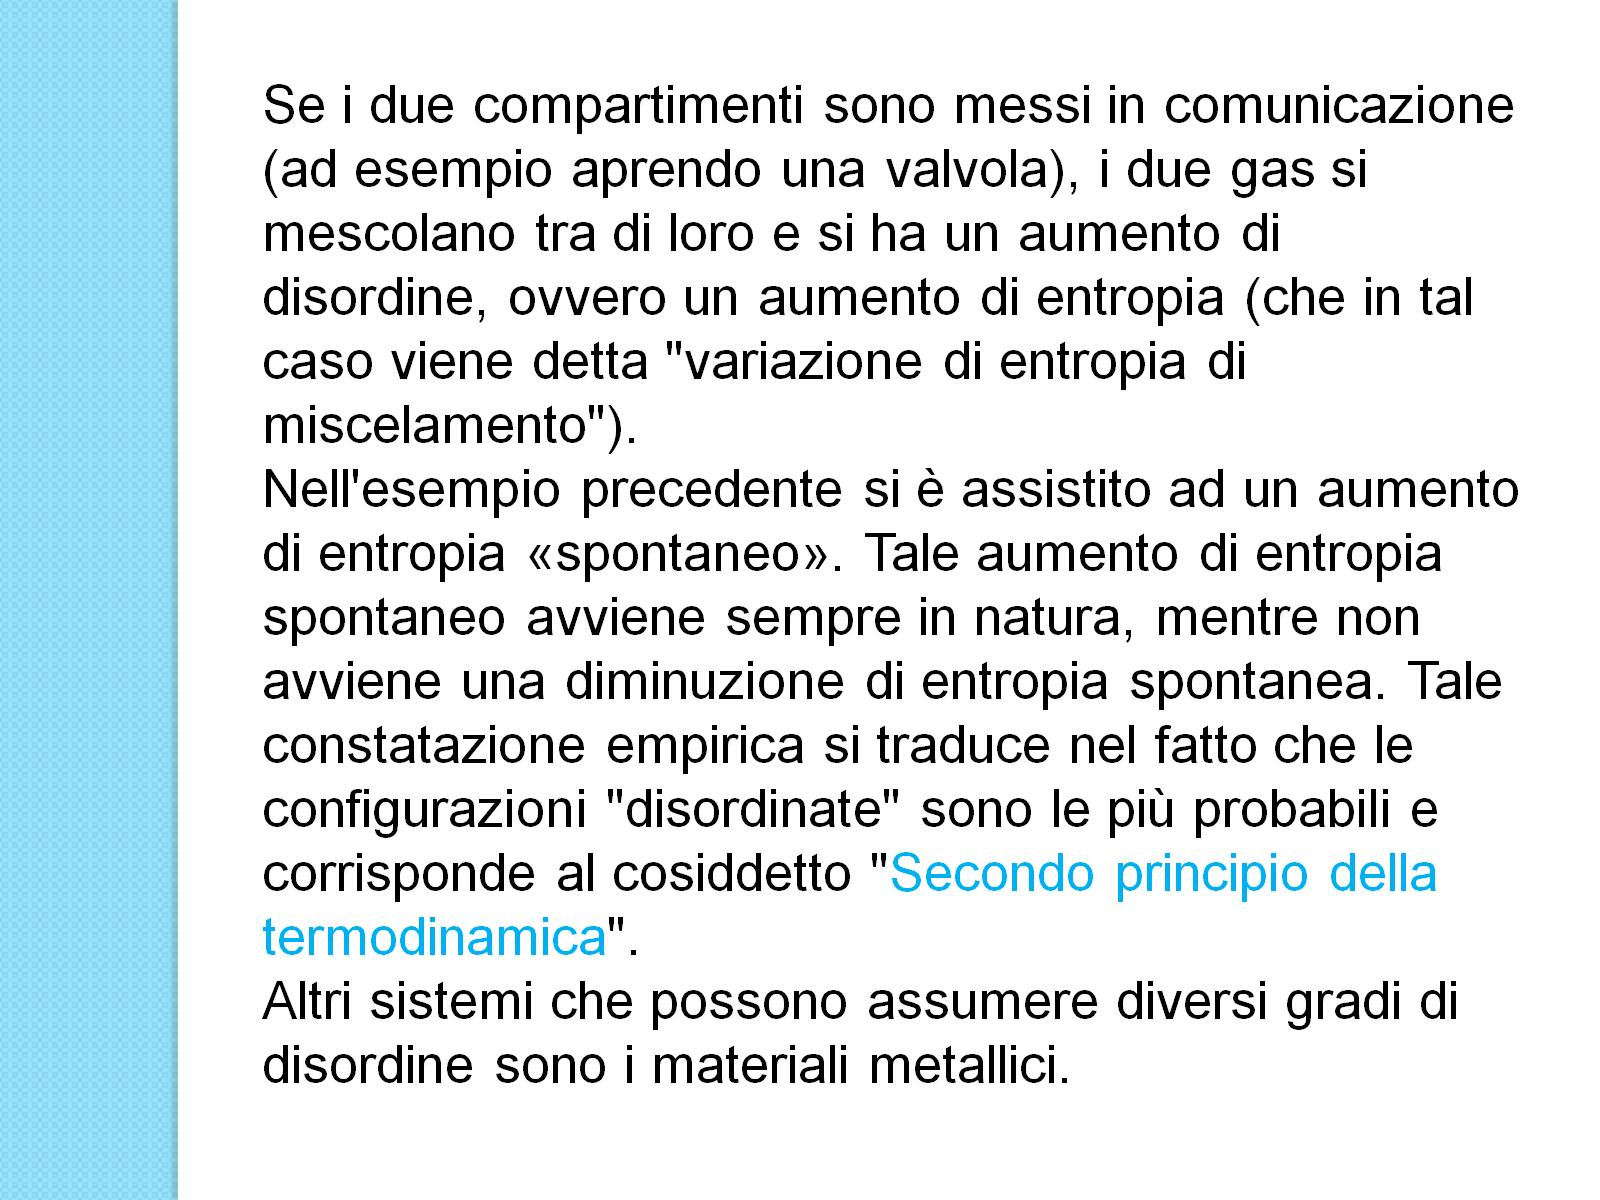 Se i due compartimenti sono messi in comunicazione
(ad esempio aprendo una valvola), i due gas si
mescolano tra di loro e si ha un aumento di
disordine, ovvero un aumento di entropia (che in tal
caso viene detta "variazione di entropia di
miscelamento").
Nell'esempio precedente si è assistito ad un aumento
di entropia «spontaneo». Tale aumento di entropia
spontaneo avviene sempre in natura, mentre non
avviene una diminuzione di entropia spontanea. Tale
constatazione empirica si traduce nel fatto che le
configurazioni "disordinate" sono le più probabili e
corrisponde al cosiddetto "Secondo principio della
termodinamica".
Altri sistemi che possono assumere diversi gradi di
disordine sono i materiali metallici.